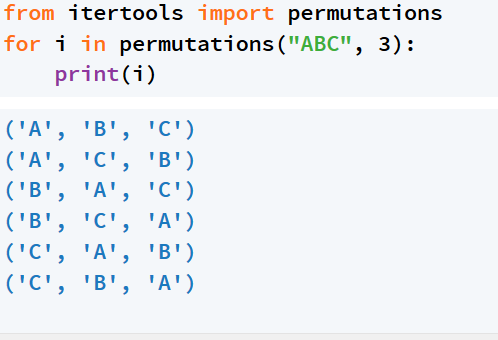 from itertools import permutations
for i in permutations("ABC", 3):
    print(i)
('A', 'B', 'C')
('A', 'C', 'B')
('B', 'A', 'C')
('B', 'C', 'A')
('C', 'A', 'B')
('C', 'B', 'A')